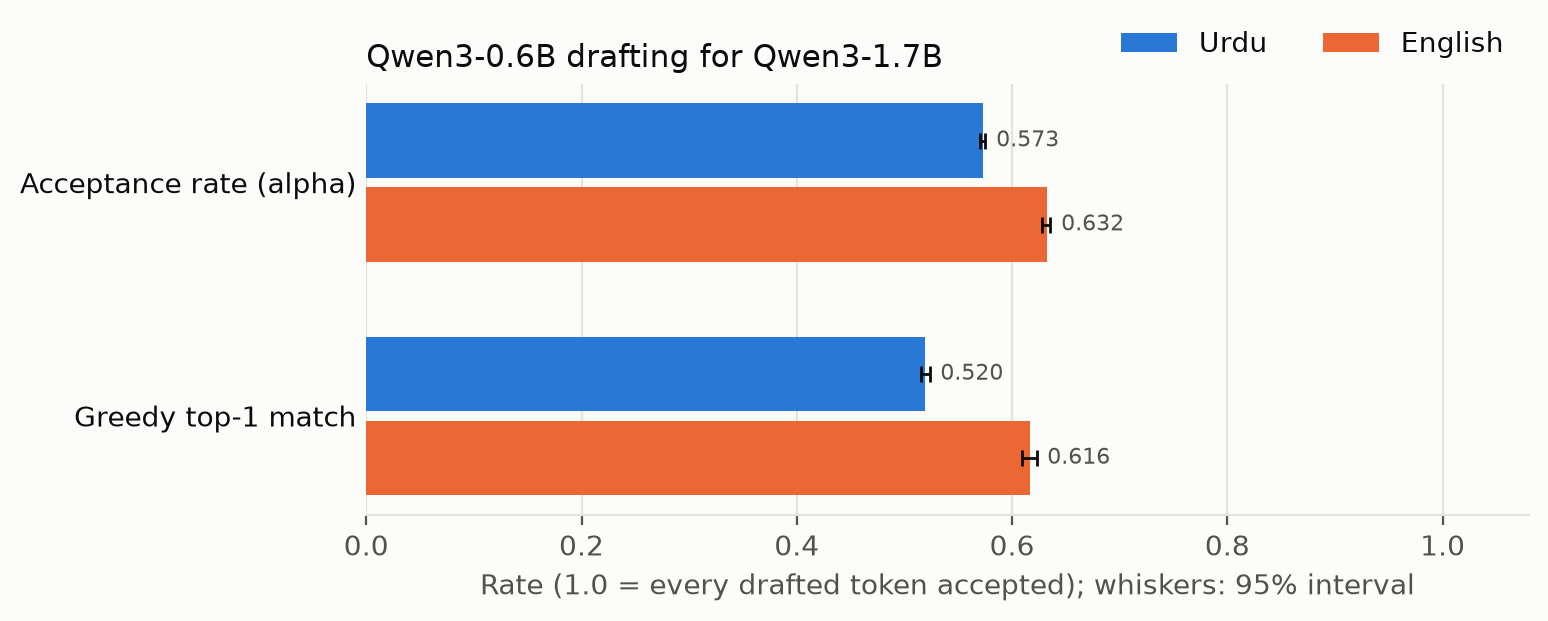 Qwen3-0.6B drafting for Qwen3-1.7B
Urdu English
Acceptance rate (alpha)
0.573
0.632
Greedy top-1 match
0.520
0.616
0.0 0.2 0.4 0.6 0.8 1.0
Rate (1.0 = every drafted token accepted); whiskers: 95% interval